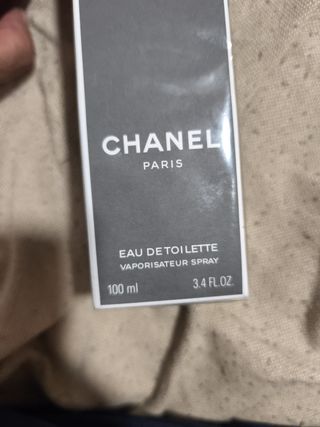 CHANEL
PARIS
EAU DE TOILETTE
VAPORISATEUR SPRAY
100 ml 3.4 FL.OZ.